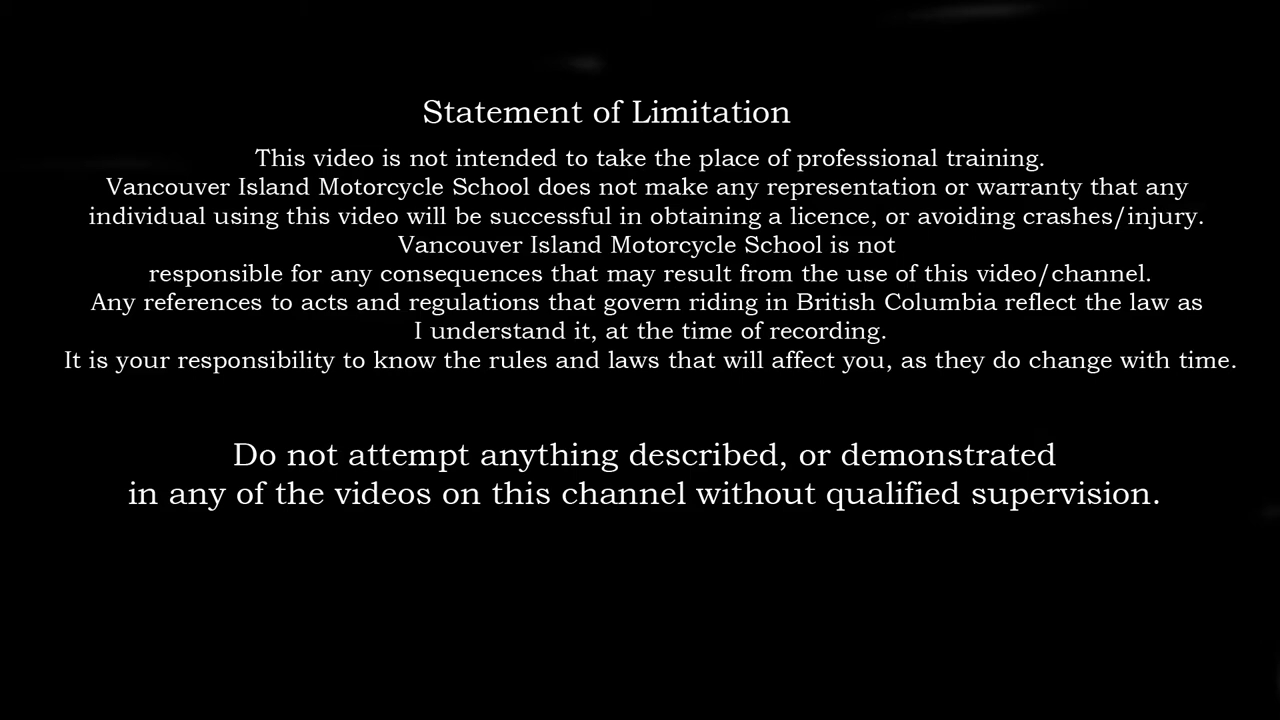 Statement of Limitation
This video is not intended to take the place of professional training.
Vancouver Island Motorcycle School does not make any representation or warranty that any
individual using this video will be successful in obtaining a licence, or avoiding crashes/injury.
Vancouver Island Motorcycle School is not
responsible for any consequences that may result from the use of this video/channel.
Any references to acts and regulations that govern riding in British Columbia reflect the law as
I understand it, at the time of recording.
It is your responsibility to know the rules and laws that will affect you, as they do change with time.
Do not attempt anything described, or demonstrated
in any of the videos on this channel without qualified supervision.